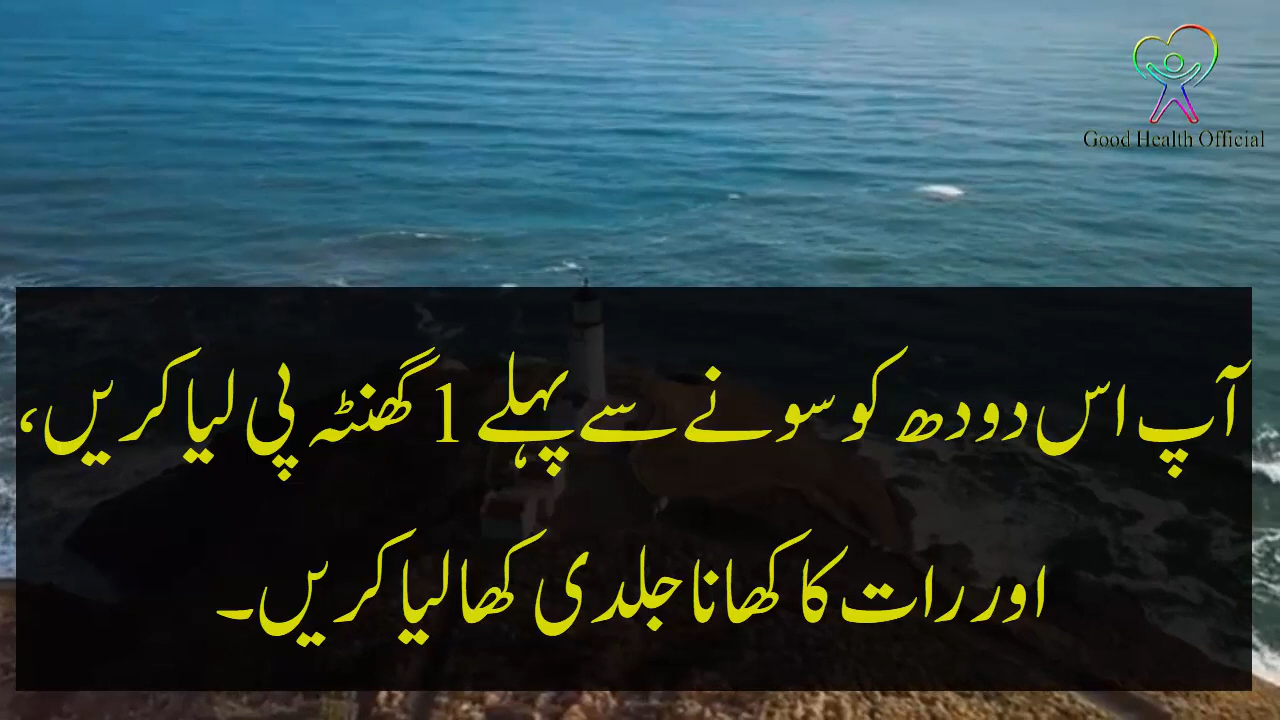 Good Health Official
آپ اس دودھ کو سونے سے پہلے 1 گھنٹہ پی لیا کریں،
اور رات کا کھانا جلدی کھا لیا کریں۔